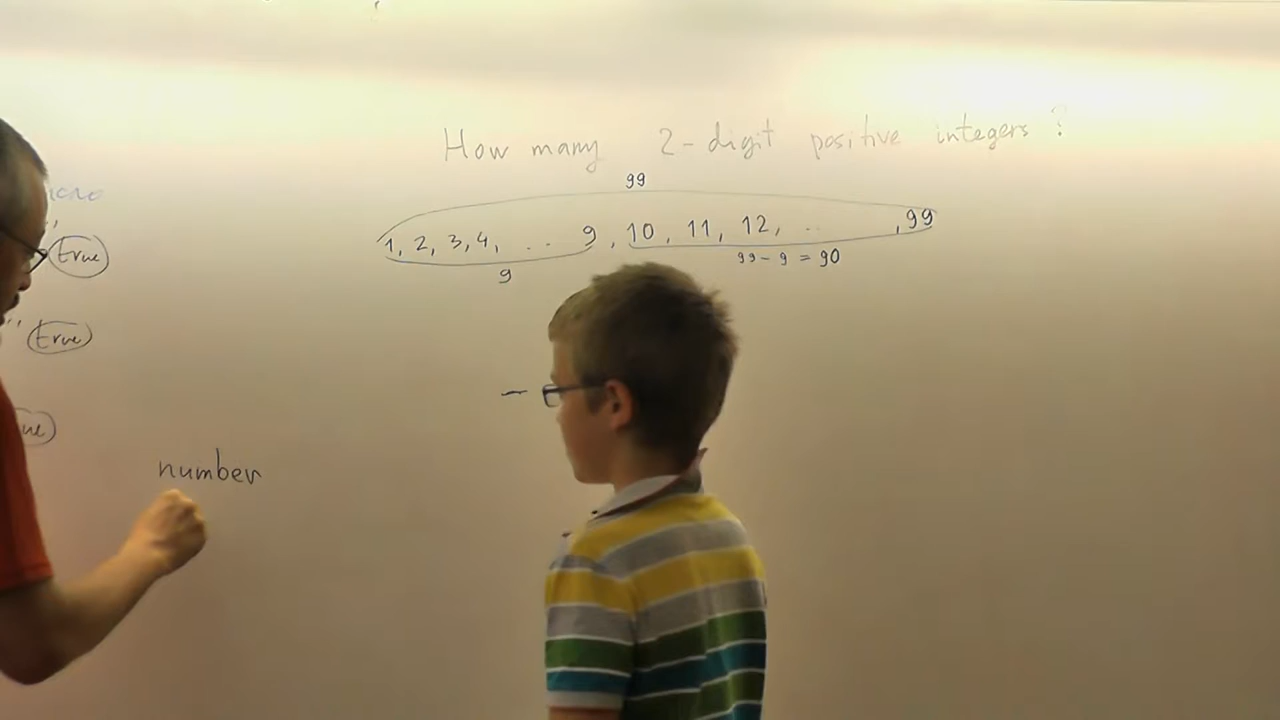 How many 2-digit positive integers?
99
1, 2, 3, 4, ... 9, 10, 11, 12, ... , 99
9
99 - 9 = 90
true
true
number